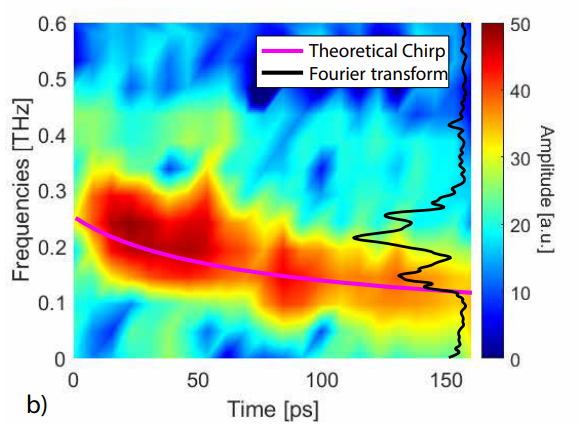 0.6
0.5
0.4
0.3
0.2
0.1
0
Frequencies [THz]
Theoretical Chirp
Fourier transform
0
50
100
150
Time [ps]
50
40
30
20
10
0
Amplitude [a.u.]
b)